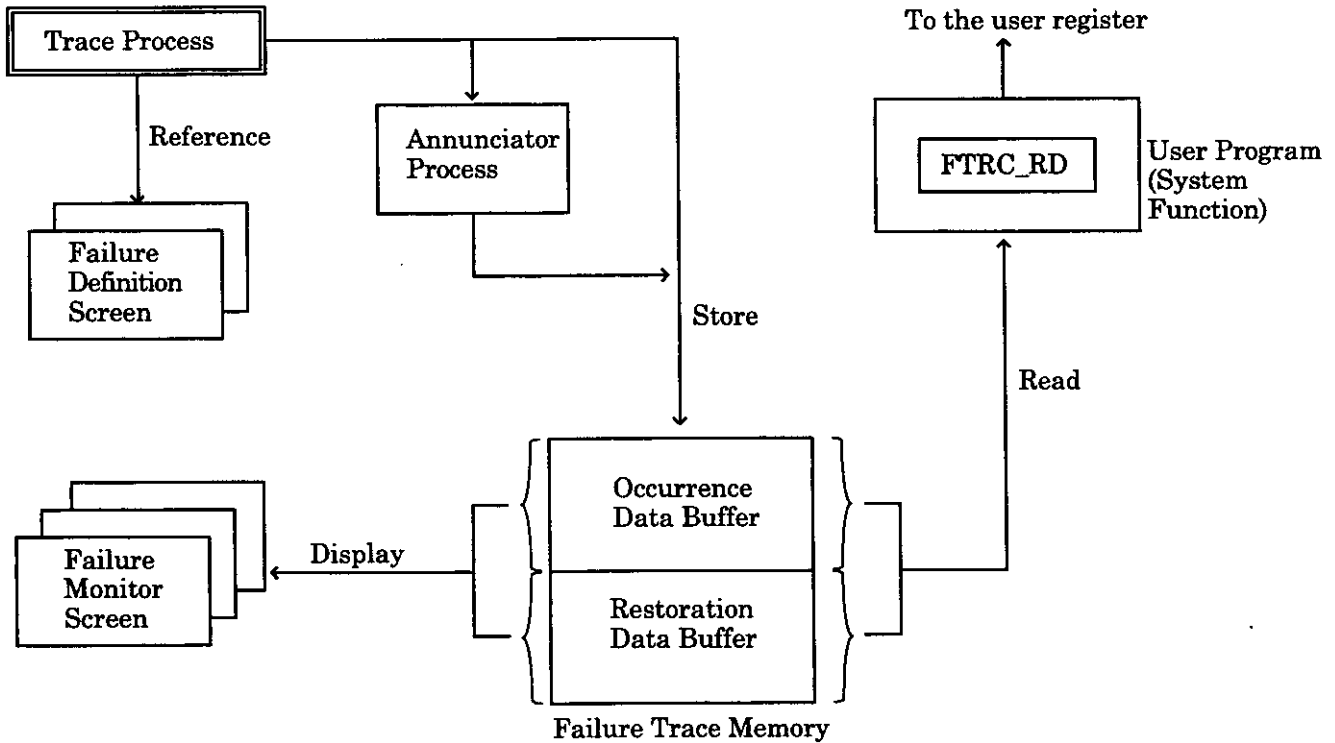 To the user register
Trace Process
Annunciator
Process
Reference
FTRC_RD
User Program
(System
Function)
Failure
Definition
Screen
Store
Read
Occurrence
Data Buffer
Display
Failure
Monitor
Screen
Restoration
Data Buffer
Failure Trace Memory